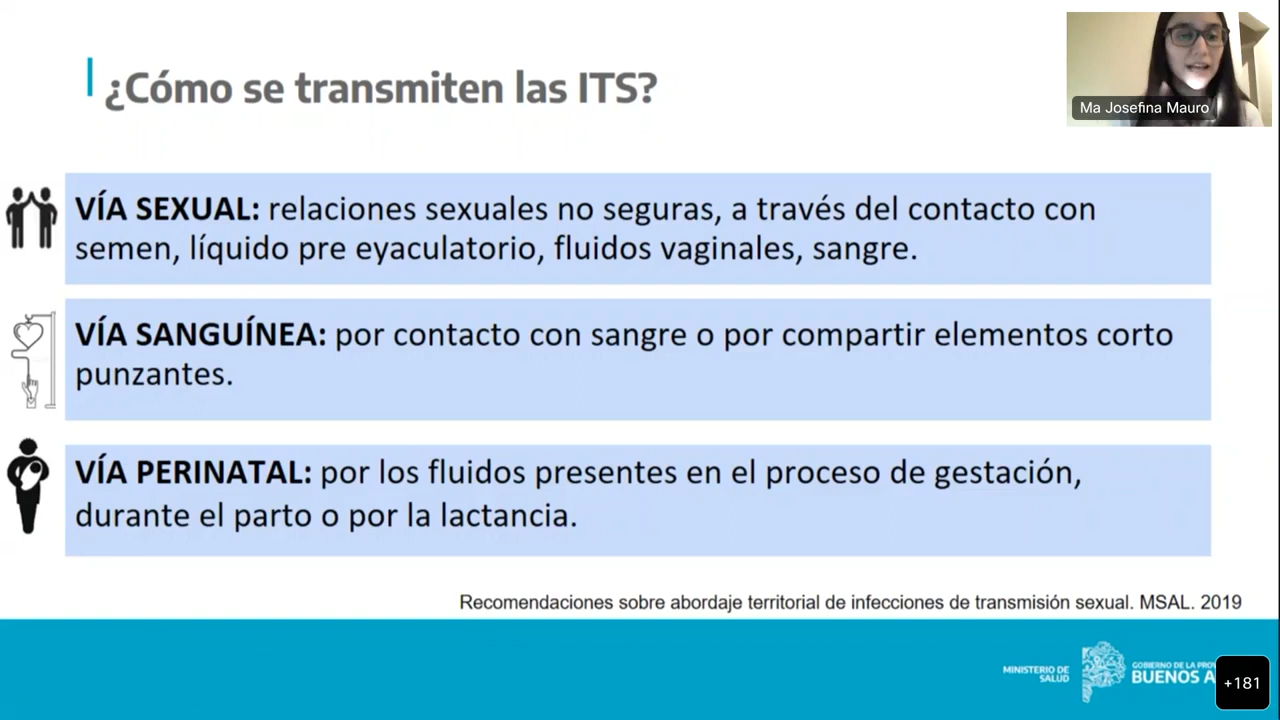 ¿Cómo se transmiten las ITS?
Ma Josefina Mauro
VÍA SEXUAL: relaciones sexuales no seguras, a través del contacto con
semen, líquido pre eyaculatorio, fluidos vaginales, sangre.
VÍA SANGUÍNEA: por contacto con sangre o por compartir elementos corto
punzantes.
VÍA PERINATAL: por los fluidos presentes en el proceso de gestación,
durante el parto o por la lactancia.
Recomendaciones sobre abordaje territorial de infecciones de transmisión sexual. MSAL. 2019
MINISTERIO DE
SALUD
GOBIERNO DE LA
BUENOS
+181